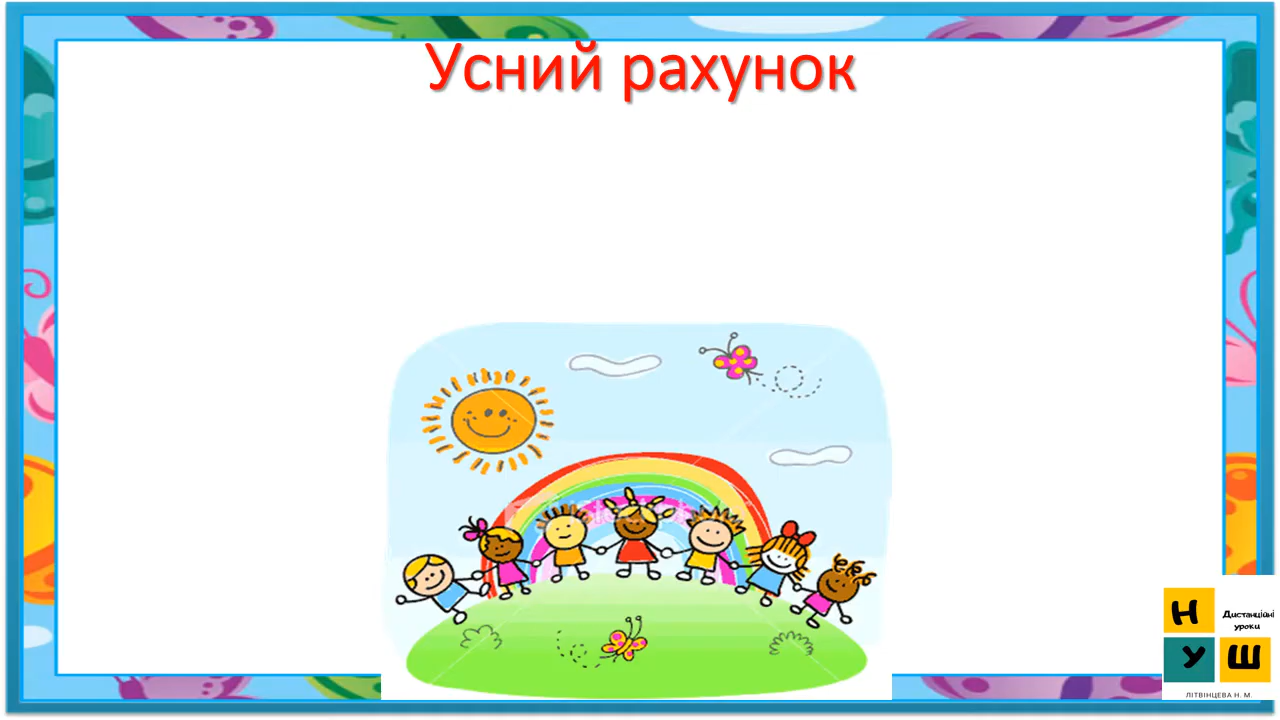 Усний рахунок
Н
Дистанційні
уроки
У Ш
ЛІТВІНЦЕВА Н. М.